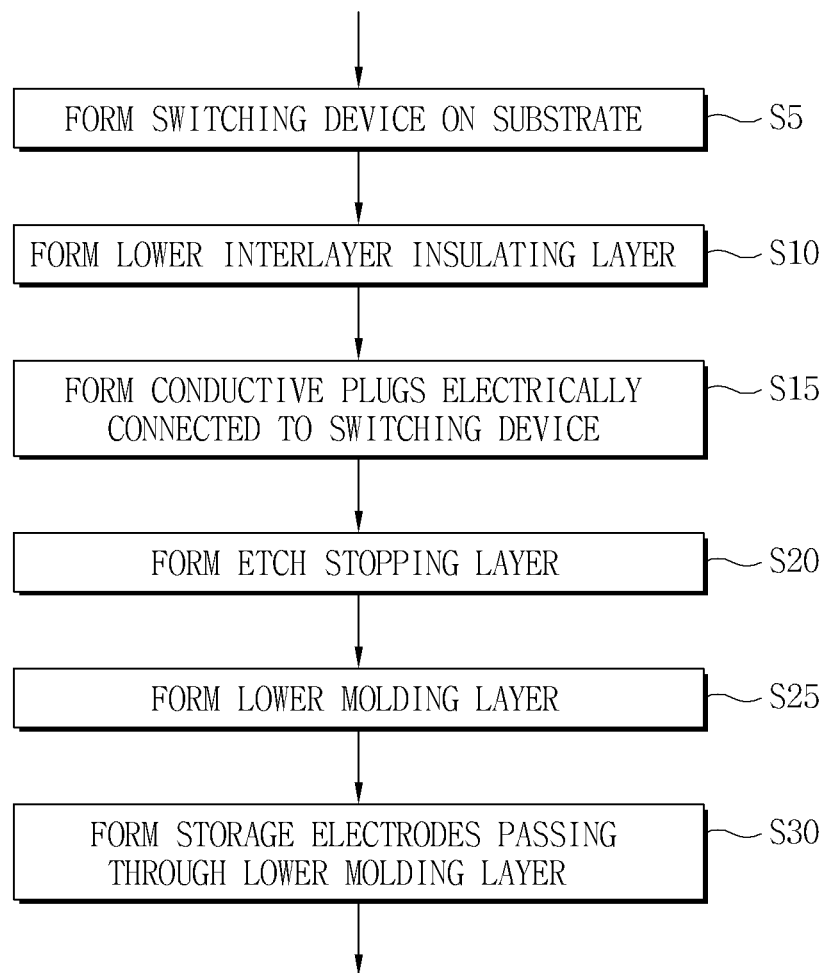 FORM SWITCHING DEVICE ON SUBSTRATE
S5
FORM LOWER INTERLAYER INSULATING LAYER
S10
FORM CONDUCTIVE PLUGS ELECTRICALLY
CONNECTED TO SWITCHING DEVICE
S15
FORM ETCH STOPPING LAYER
S20
FORM LOWER MOLDING LAYER
S25
FORM STORAGE ELECTRODES PASSING
THROUGH LOWER MOLDING LAYER
S30